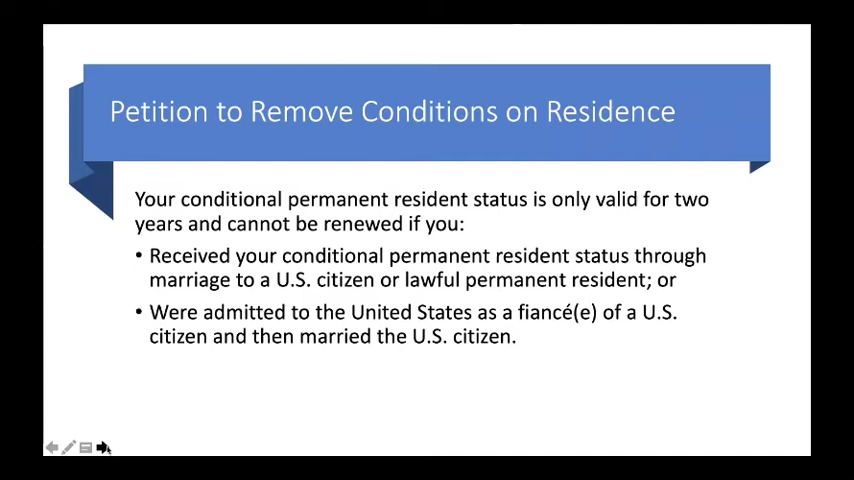 Petition to Remove Conditions on Residence
Your conditional permanent resident status is only valid for two
years and cannot be renewed if you:
• Received your conditional permanent resident status through
marriage to a U.S. citizen or lawful permanent resident; or
• Were admitted to the United States as a fiancé(e) of a U.S.
citizen and then married the U.S. citizen.